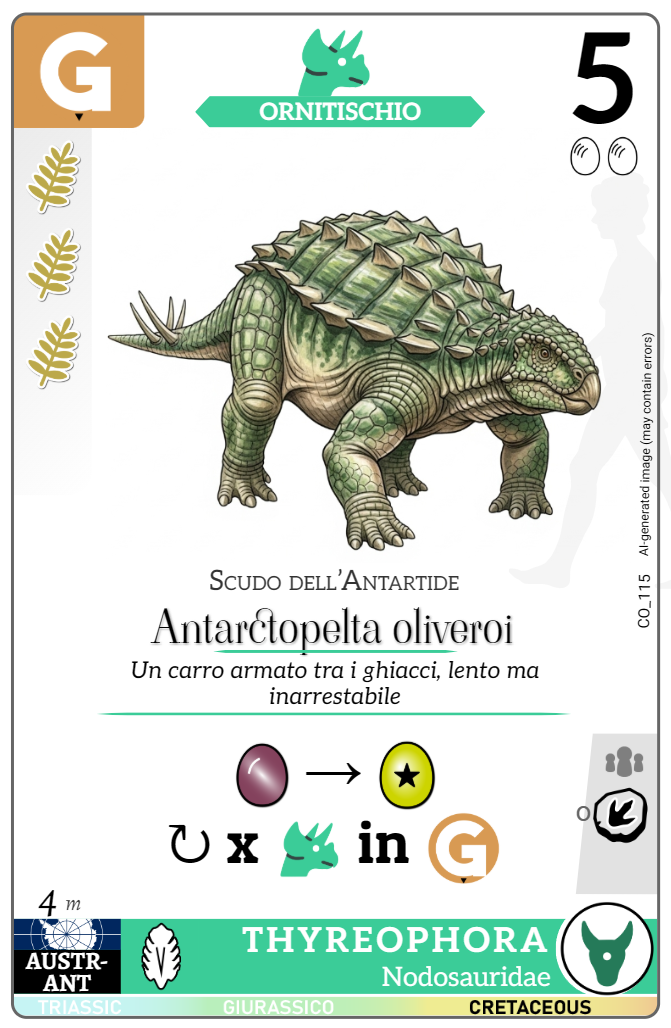 G
ORNITISCHIO
5
AI-generated image (may contain errors)
CO_115
Scudo dell'Antartide
Antarctopelta oliveroi
Un carro armato tra i ghiacci, lento ma
inarrestabile
→
↻ x in G
O
4 m
AUSTR-
ANT
THYREOPHORA
Nodosauridae
TRIASSIC GIURASSICO CRETACEOUS